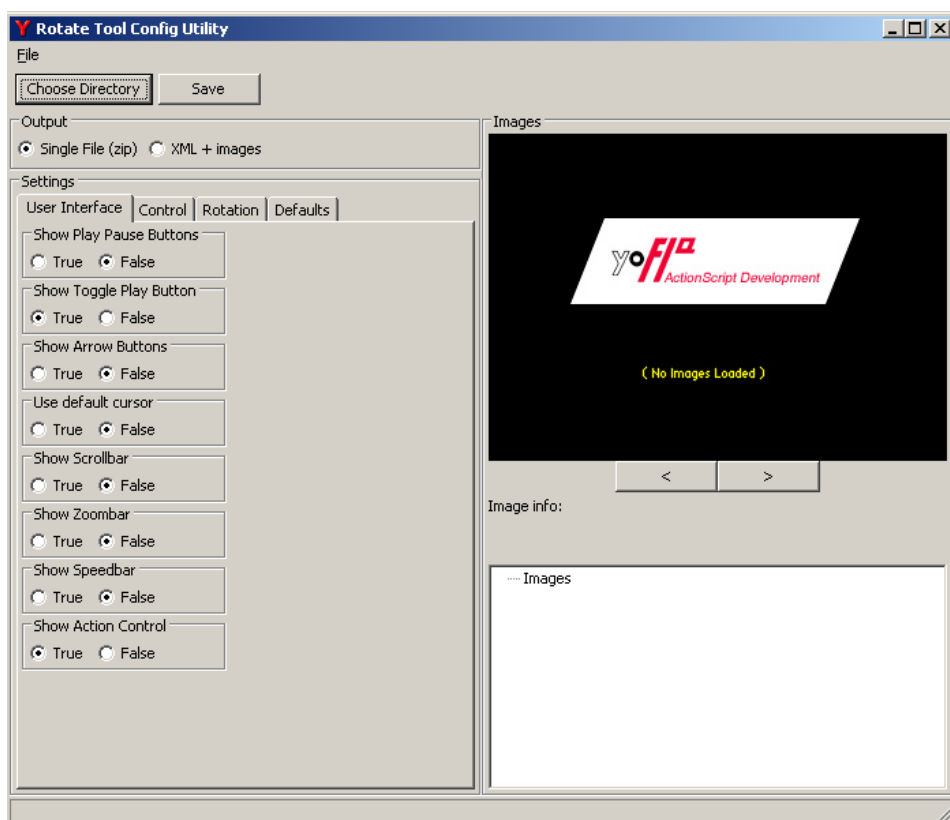 Rotate Tool Config Utility
File
Choose Directory Save
Output
Single File (zip) XML + images
Settings
User Interface Control Rotation Defaults
Show Play Pause Buttons
True False
Show Toggle Play Button
True False
Show Arrow Buttons
True False
Use default cursor
True False
Show Scrollbar
True False
Show Zoombar
True False
Show Speedbar
True False
Show Action Control
True False
Images
yoFla
ActionScript Development
( No Images Loaded )
< >
Image info:
Images